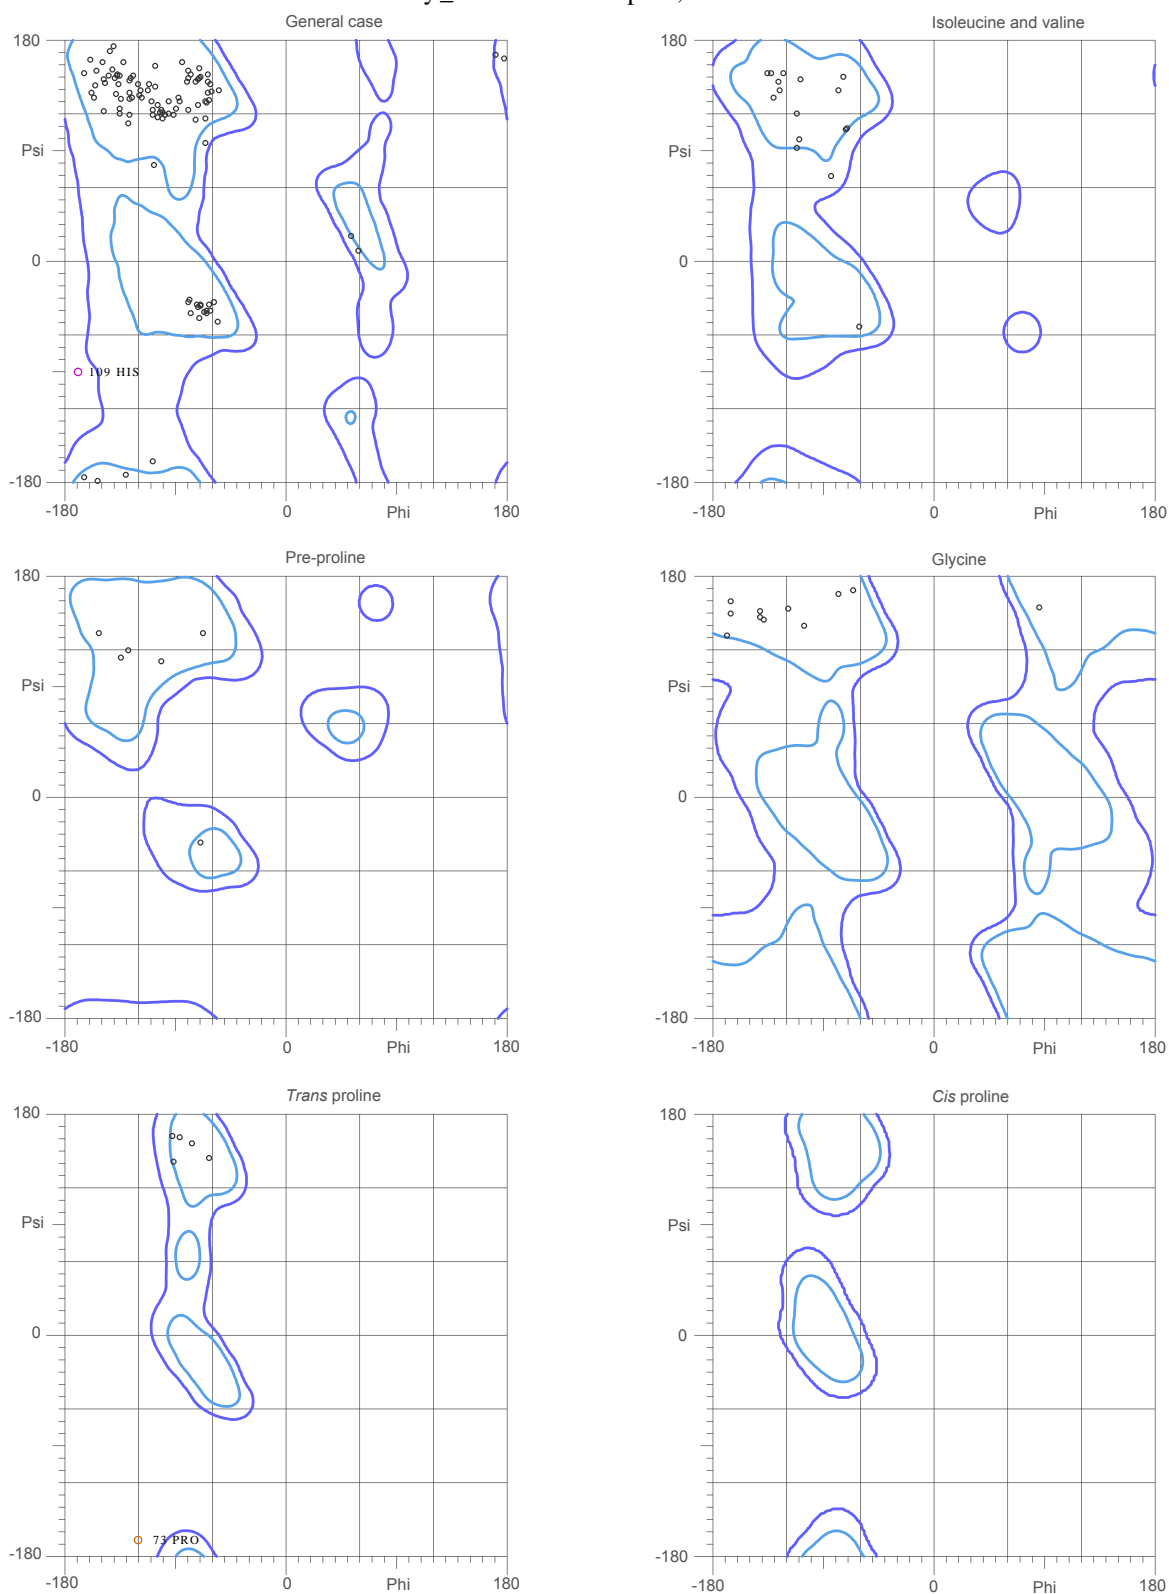 General case
Isoleucine and valine
180
180
Psi
Psi
0
0
109 HIS
-180
-180
-180
0
Phi
180
-180
0
Phi
180
Pre-proline
Glycine
180
180
Psi
Psi
0
0
-180
-180
-180
0
Phi
180
-180
0
Phi
180
Trans proline
Cis proline
180
180
Psi
Psi
0
0
73 PRO
-180
-180
-180
0
Phi
180
-180
0
Phi
180